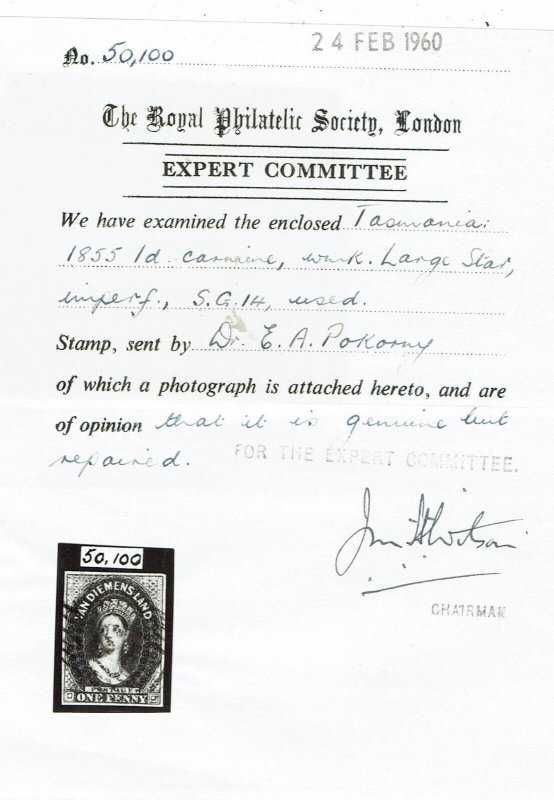 24 FEB 1960
No. 50,100
The Royal Philatelic Society, London
EXPERT COMMITTEE
We have examined the enclosed Tasmania:
1855 1d. carmine, wmk. Large Star,
imperf., S.G.14, used.
Stamp, sent by Dr. E. A. Pokorny
of which a photograph is attached hereto, and are
of opinion that it is genuine but
repaired.
FOR THE EXPERT COMMITTEE.
CHAIRMAN
50,100
VAN DIEMENS LAND
POSTAGE
ONE PENNY